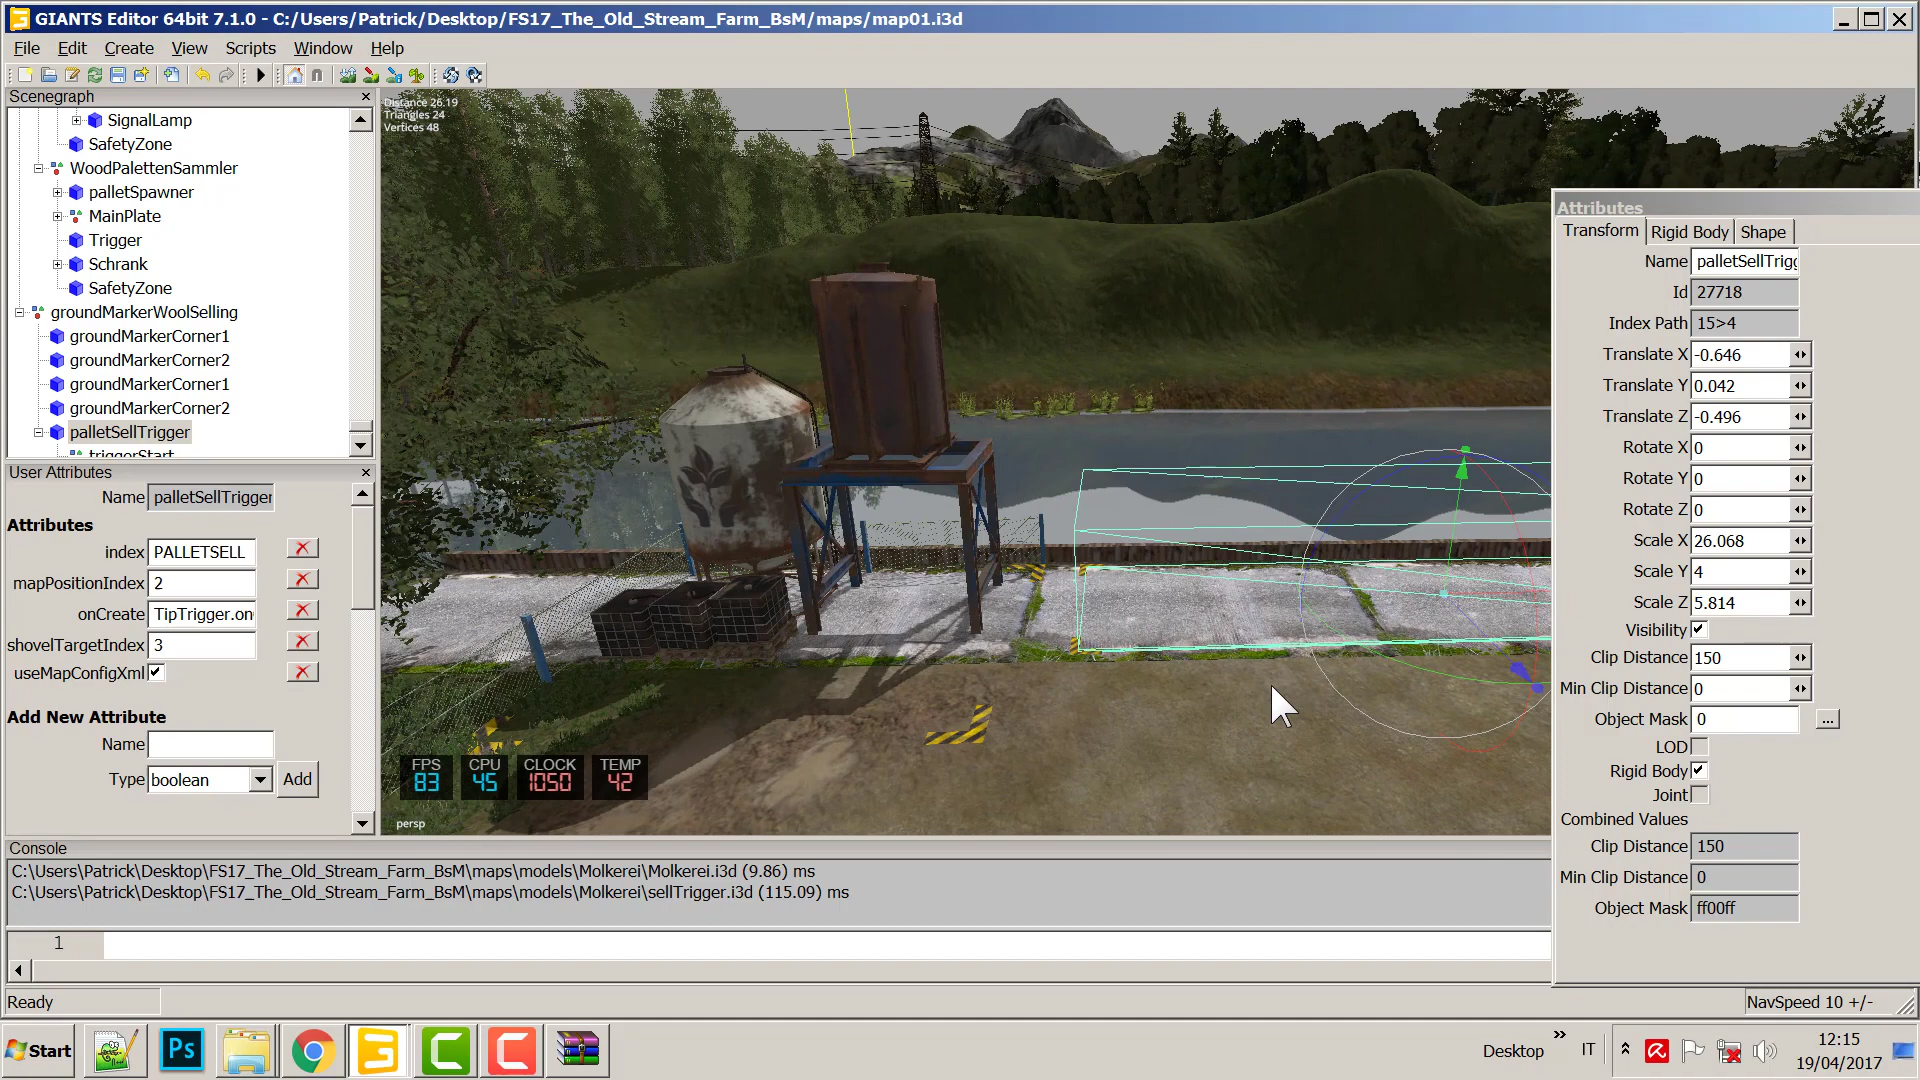 GIANTS Editor 64bit 7.1.0 - C:/Users/Patrick/Desktop/FS17_The_Old_Stream_Farm_BsM/maps/map01.i3d
File Edit Create View Scripts Window Help
Scenegraph
SignalLamp
SafetyZone
WoodPalettenSammler
palletSpawner
MainPlate
Trigger
Schrank
SafetyZone
groundMarkerWoolSelling
groundMarkerCorner1
groundMarkerCorner2
groundMarkerCorner1
groundMarkerCorner2
palletSellTrigger
triggerStart
User Attributes
Name palletSellTrigger
Attributes
index PALLETSELL
mapPositionIndex 2
onCreate TipTrigger.on
shovelTargetIndex 3
useMapConfigXml
Add New Attribute
Name
Type boolean Add
Distance 26.19
Triangles 24
Vertices 48
FPS CPU CLOCK TEMP
83 45 1050 42
persp
Attributes
Transform Rigid Body Shape
Name palletSellTrigg
Id 27718
Index Path 15>4
Translate X -0.646
Translate Y 0.042
Translate Z -0.496
Rotate X 0
Rotate Y 0
Rotate Z 0
Scale X 26.068
Scale Y 4
Scale Z 5.814
Visibility
Clip Distance 150
Min Clip Distance 0
Object Mask 0 ...
LOD
Rigid Body
Joint
Combined Values
Clip Distance 150
Min Clip Distance 0
Object Mask ff00ff
Console
C:\Users\Patrick\Desktop\FS17_The_Old_Stream_Farm_BsM\maps\models\Molkerei\Molkerei.i3d (9.86) ms
C:\Users\Patrick\Desktop\FS17_The_Old_Stream_Farm_BsM\maps\models\Molkerei\sellTrigger.i3d (115.09) ms
1
Ready
NavSpeed 10 +/-
Start Ps Desktop IT 12:15
19/04/2017